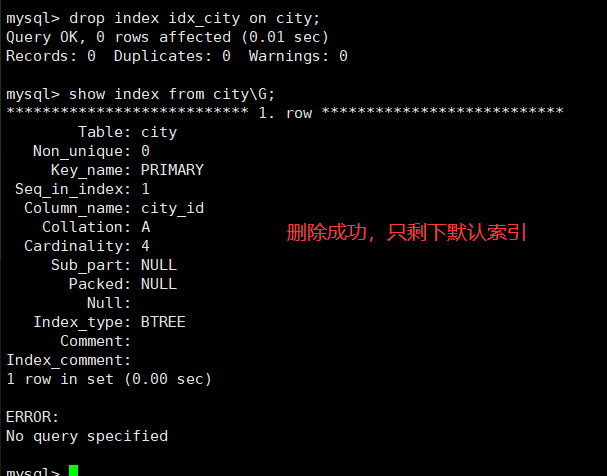 mysql> drop index idx_city on city;
Query OK, 0 rows affected (0.01 sec)
Records: 0  Duplicates: 0  Warnings: 0

mysql> show index from city\G;
*************************** 1. row ***************************
        Table: city
   Non_unique: 0
     Key_name: PRIMARY
 Seq_in_index: 1
  Column_name: city_id
    Collation: A
  Cardinality: 4
     Sub_part: NULL
       Packed: NULL
         Null:
   Index_type: BTREE
      Comment:
Index_comment:
1 row in set (0.00 sec)

ERROR:
No query specified

mysql>
删除成功，只剩下默认索引